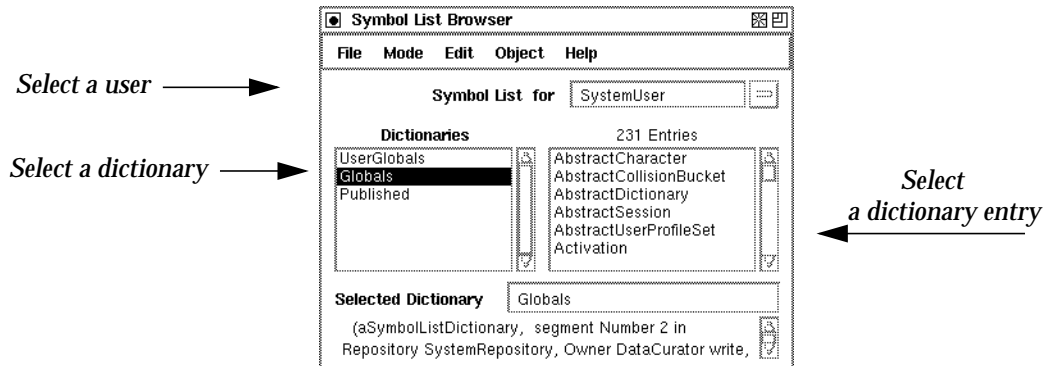 Symbol List Browser
File Mode Edit Object Help
Select a user
Symbol List for SystemUser
Dictionaries 231 Entries
Select a dictionary
UserGlobals
Globals
Published
AbstractCharacter
AbstractCollisionBucket
AbstractDictionary
AbstractSession
AbstractUserProfileSet
Activation
Select
a dictionary entry
Selected Dictionary Globals
(aSymbolListDictionary, segment Number 2 in
Repository SystemRepository, Owner DataCurator write,